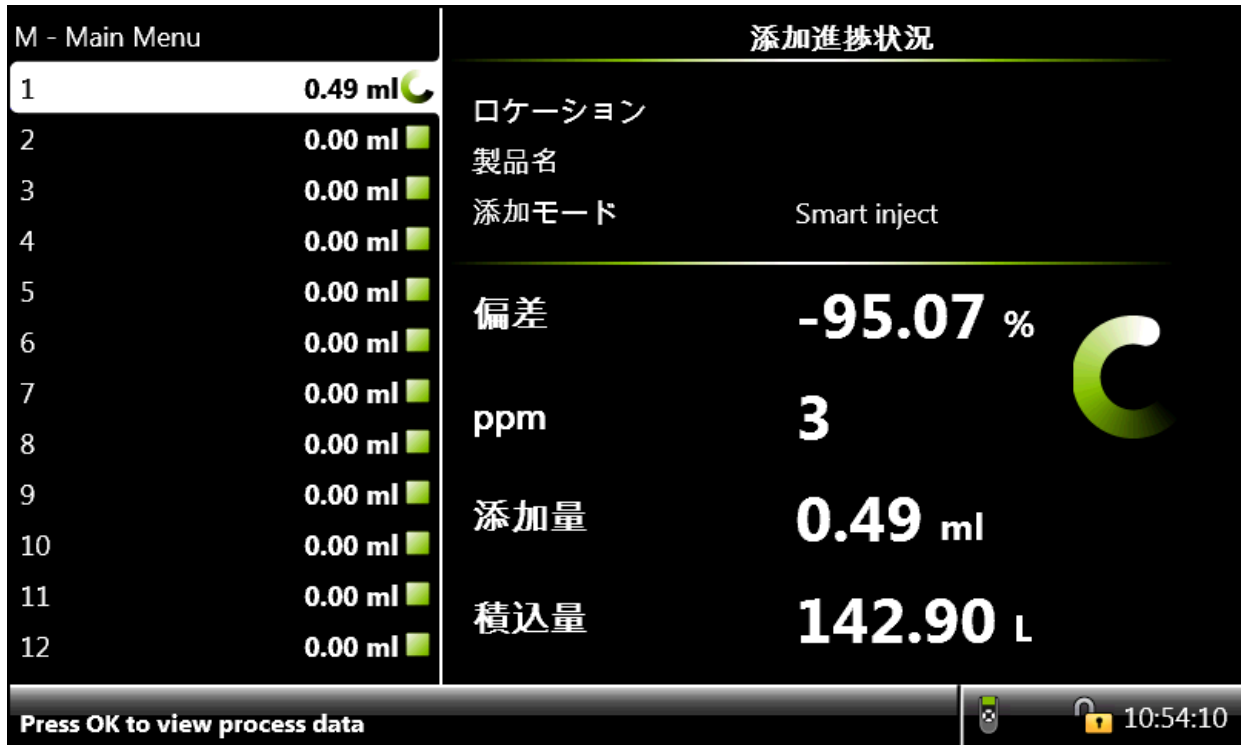 M - Main Menu
1 0.49 ml
2 0.00 ml
3 0.00 ml
4 0.00 ml
5 0.00 ml
6 0.00 ml
7 0.00 ml
8 0.00 ml
9 0.00 ml
10 0.00 ml
11 0.00 ml
12 0.00 ml
添加進捗状況
ロケーション
製品名
添加モード Smart inject
偏差 -95.07 %
ppm 3
添加量 0.49 ml
積込量 142.90 L
Press OK to view process data
10:54:10